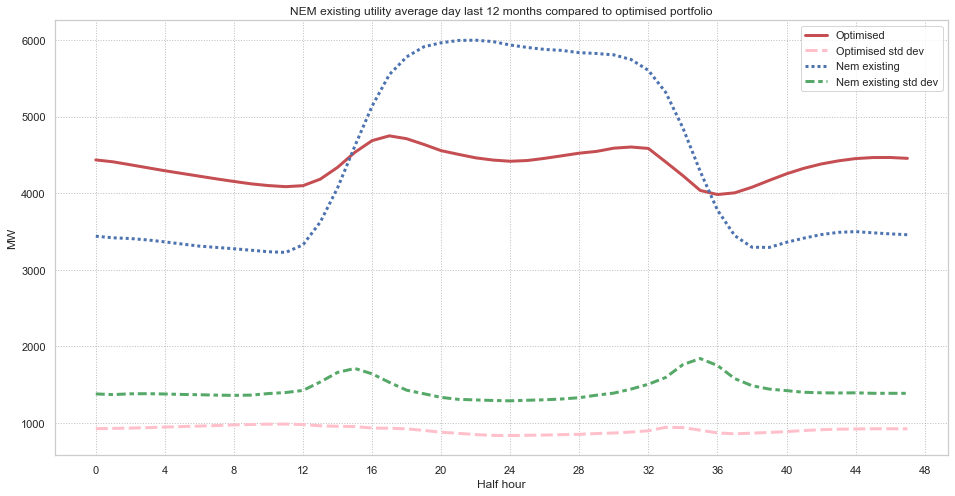 NEM existing utility average day last 12 months compared to optimised portfolio
Optimised
Optimised std dev
Nem existing
Nem existing std dev
6000
5000
4000
3000
2000
1000
MW
0 4 8 12 16 20 24 28 32 36 40 44 48
Half hour